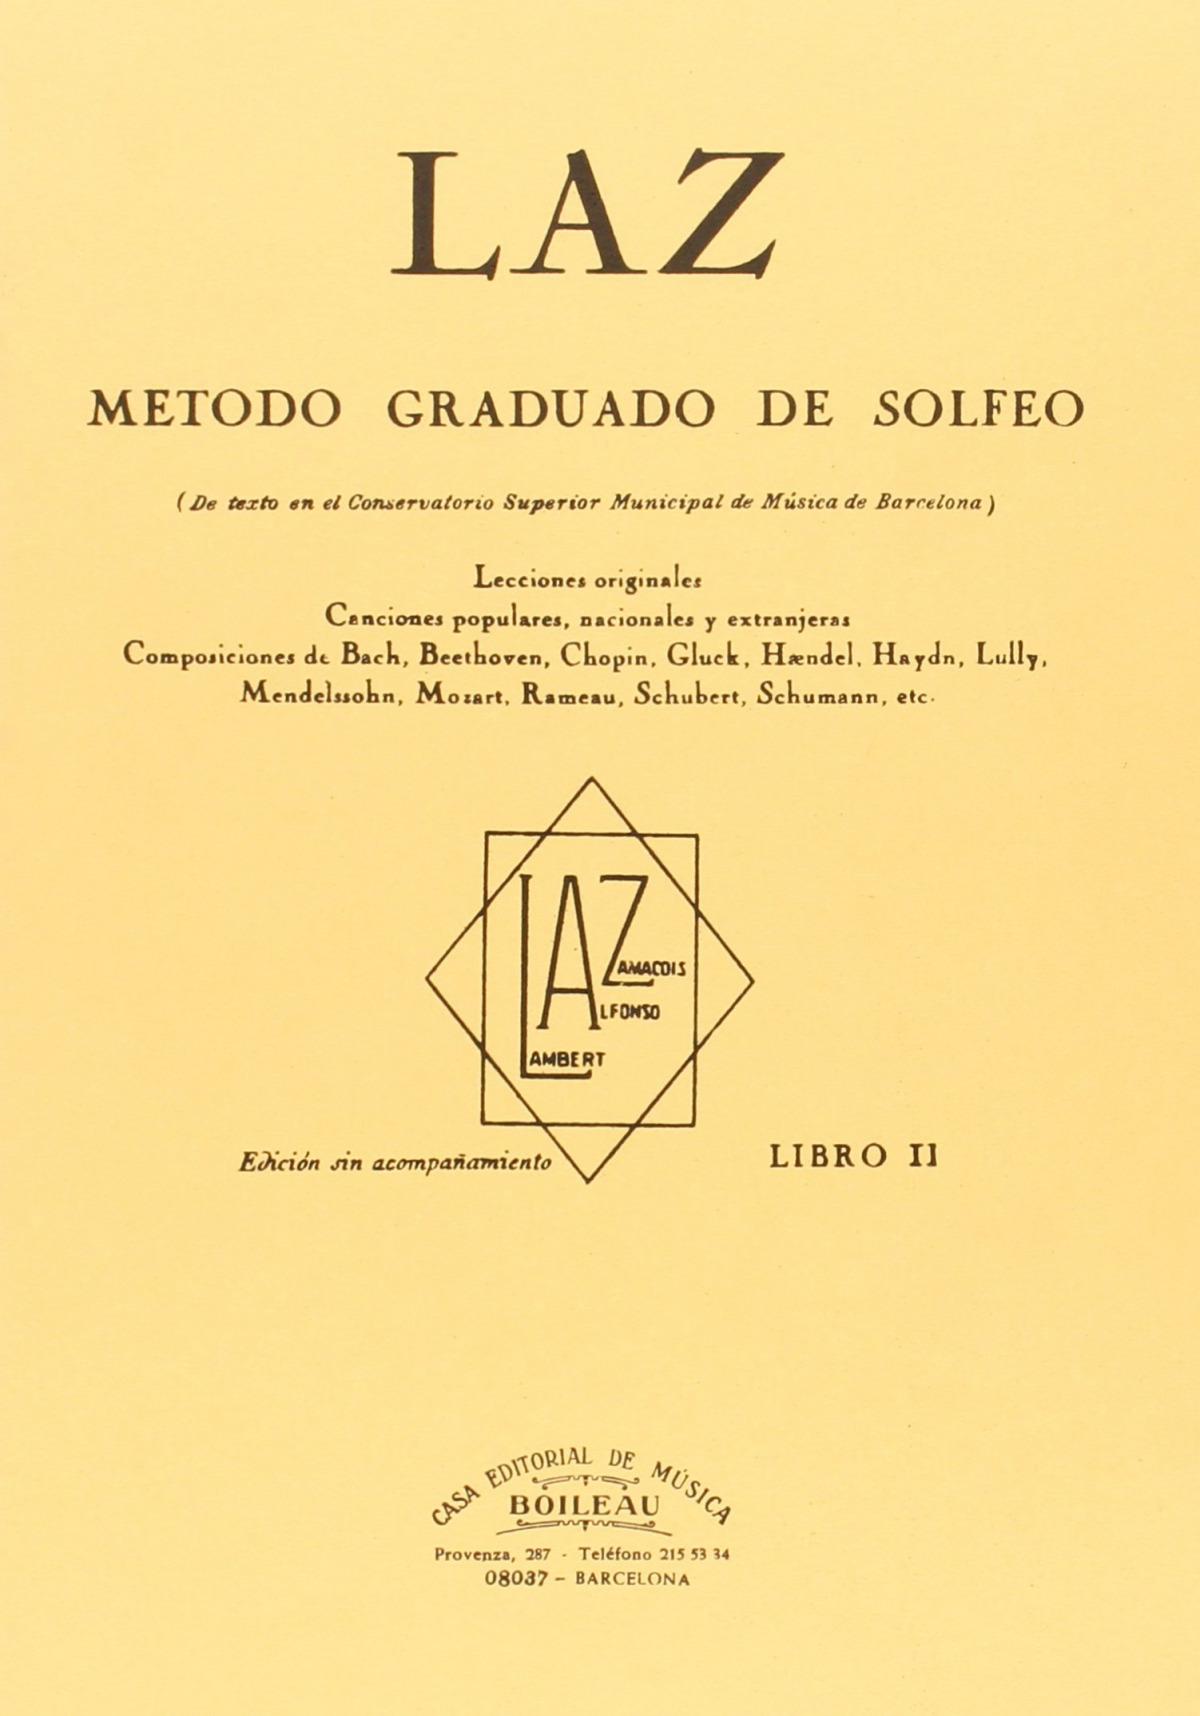 LAZ
METODO GRADUADO DE SOLFEO
(De texto en el Conservatorio Superior Municipal de Música de Barcelona)
Lecciones originales
Canciones populares, nacionales y extranjeras
Composiciones de Bach, Beethoven, Chopin, Gluck, Hændel, Haydn, Lully,
Mendelssohn, Mozart, Rameau, Schubert, Schumann, etc.
LAZ
AMACOIS
LFONSO
AMBERT
Edición sin acompañamiento
LIBRO II
CASA EDITORIAL DE MÚSICA
BOILEAU
Provenza, 287 - Teléfono 215 53 34
08037 - BARCELONA